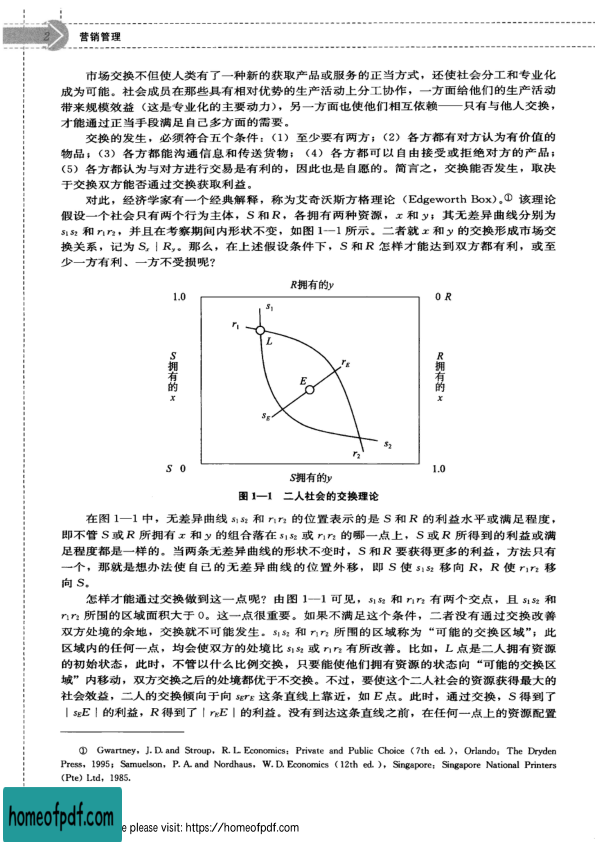 营销管理
市场交换不但使人类有了一种新的获取产品或服务的正当方式，还使社会分工和专业化
成为可能。社会成员在那些具有相对优势的生产活动上分工协作，一方面给他们的生产活动
带来规模效益（这是专业化的主要动力），另一方面也使他们相互依赖——只有与他人交换，
才能通过正当手段满足自己多方面的需要。
交换的发生，必须符合五个条件：（1）至少要有两方；（2）各方都有对方认为有价值的
物品；（3）各方都能沟通信息和传送货物；（4）各方都可以自由接受或拒绝对方的产品；
（5）各方都认为与对方进行交易是有利的，因此也是自愿的。简言之，交换能否发生，取决
于交换双方能否通过交换获取利益。
对此，经济学家有一个经典解释，称为艾奇沃斯方格理论（Edgeworth Box）。① 该理论
假设一个社会只有两个行为主体，S 和 R，各拥有两种资源，x 和 y；其无差异曲线分别为
s₁s₂ 和 r₁r₂，并且在考察期间内形状不变，如图 1—1 所示。二者就 x 和 y 的交换形成市场交
换关系，记为 Sₓ | Rᵧ。那么，在上述假设条件下，S 和 R 怎样才能达到双方都有利，或至
少一方有利、一方不受损呢？
R拥有的y
1.0
0 R
s₁
r₁
L
S拥有的x
R拥有的x
r_E
E
s_E
s₂
r₂
S 0
1.0
S拥有的y
图 1—1 二人社会的交换理论
在图 1—1 中，无差异曲线 s₁s₂ 和 r₁r₂ 的位置表示的是 S 和 R 的利益水平或满足程度，
即不管 S 或 R 所拥有 x 和 y 的组合落在 s₁s₂ 或 r₁r₂ 的哪一点上，S 或 R 所得到的利益或满
足程度都是一样的。当两条无差异曲线的形状不变时，S 和 R 要获得更多的利益，方法只有
一个，那就是想办法使自己的无差异曲线的位置外移，即 S 使 s₁s₂ 移向 R，R 使 r₁r₂ 移
向 S。
怎样才能通过交换做到这一点呢？由图 1—1 可见，s₁s₂ 和 r₁r₂ 有两个交点，且 s₁s₂ 和
r₁r₂ 所围的区域面积大于 0。这一点很重要。如果不满足这个条件，二者没有通过交换改善
双方处境的余地，交换就不可能发生。s₁s₂ 和 r₁r₂ 所围的区域称为“可能的交换区域”；此
区域内的任何一点，均会使双方的处境比 s₁s₂ 或 r₁r₂ 有所改善。比如，L 点是二人拥有资源
的初始状态，此时，不管以什么比例交换，只要能使他们拥有资源的状态向“可能的交换区
域”内移动，双方交换之后的处境都优于不交换。不过，要使这个二人社会的资源获得最大的
社会效益，二人的交换倾向于向 s_Er_E 这条直线上靠近，如 E 点。此时，通过交换，S 得到了
| s_EE | 的利益，R 得到了 | r_EE | 的利益。没有到达这条直线之前，在任何一点上的资源配置
① Gwartney, J. D. and Stroup, R. L. Economics: Private and Public Choice (7th ed.), Orlando: The Dryden
Press, 1995; Samuelson, P. A. and Nordhaus, W. D. Economics (12th ed.), Singapore: Singapore National Printers
(Pte) Ltd, 1985.
homeofpdf.com
e please visit: https://homeofpdf.com